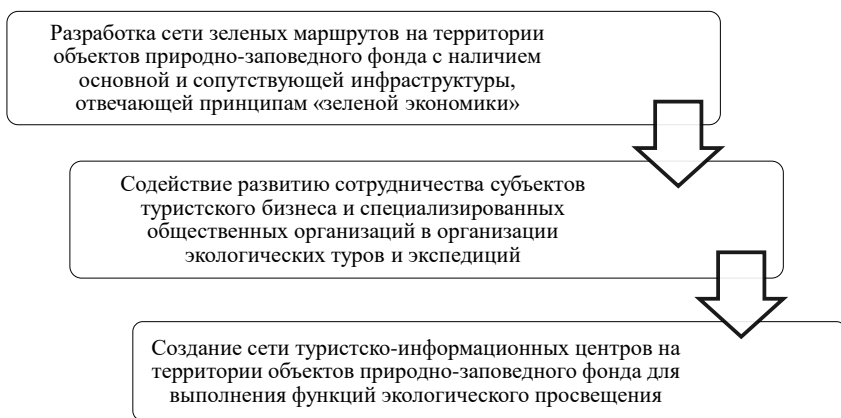 Разработка сети зеленых маршрутов на территории
объектов природно-заповедного фонда с наличием
основной и сопутствующей инфраструктуры,
отвечающей принципам «зеленой экономики»
Содействие развитию сотрудничества субъектов
туристского бизнеса и специализированных
общественных организаций в организации
экологических туров и экспедиций
Создание сети туристско-информационных центров на
территории объектов природно-заповедного фонда для
выполнения функций экологического просвещения